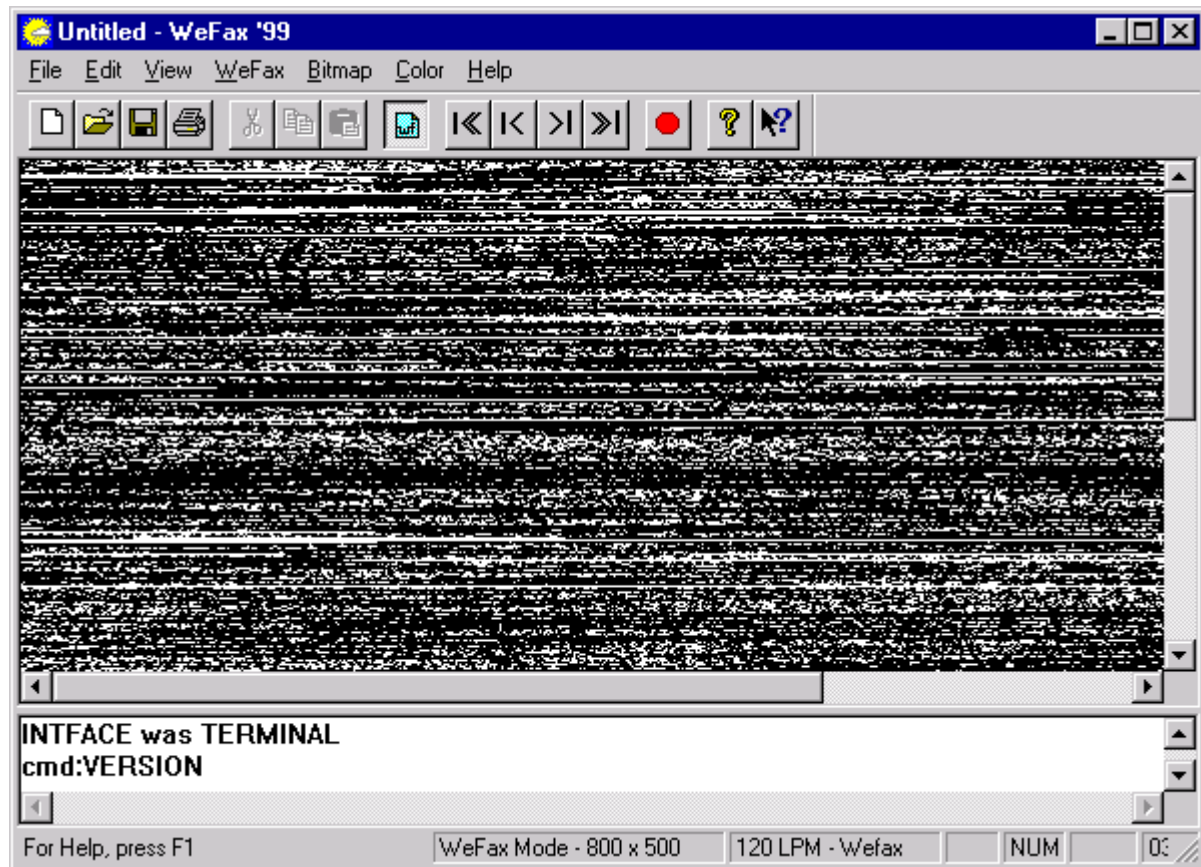 Untitled - WeFax '99
File Edit View WeFax Bitmap Color Help
wf
INTFACE was TERMINAL
cmd:VERSION
For Help, press F1 WeFax Mode - 800 x 500 120 LPM - Wefax NUM